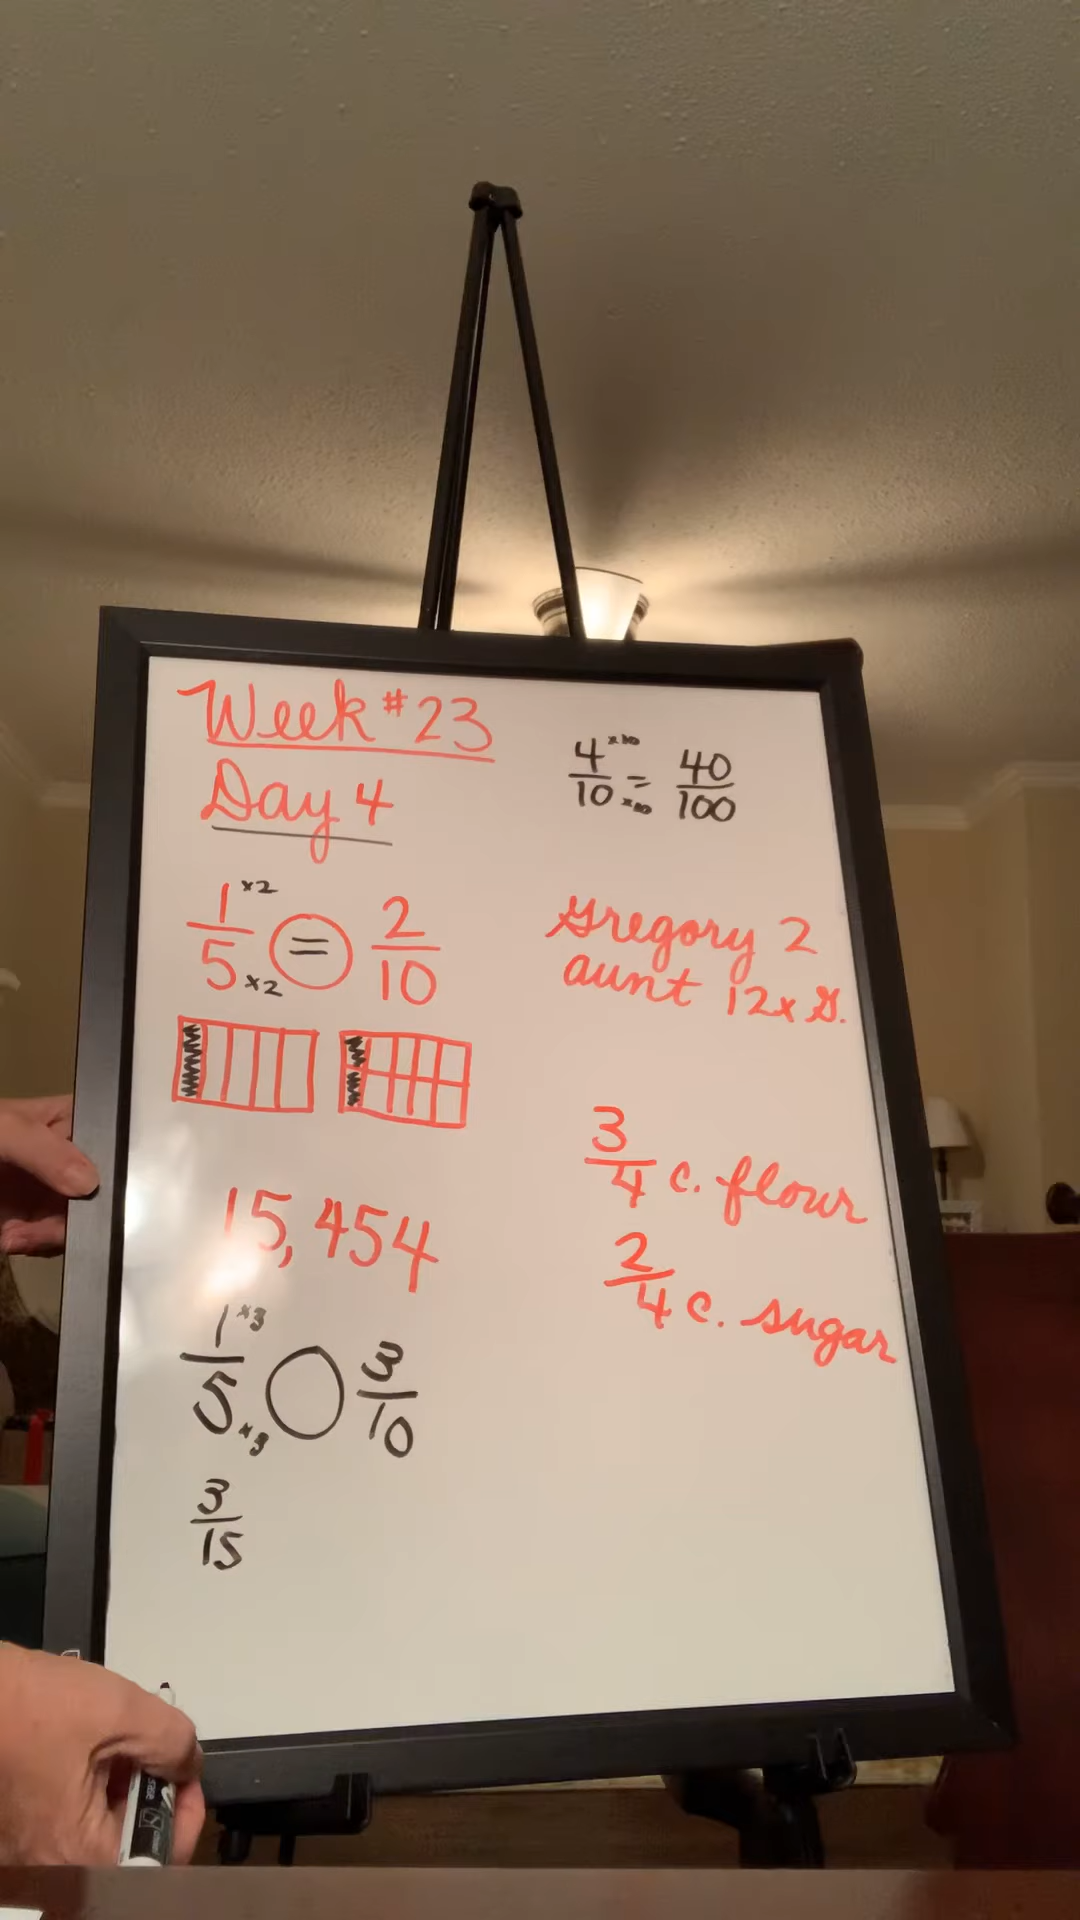 Week #23
Day 4
1 ×2 / 5 ×2 = 2/10
15,454
1 ×3 / 5 ×3 ○ 3/10
3/15
4 ×10 / 10 ×10 = 40/100
Gregory 2
aunt 12x G.
3/4 c. flour
2/4 c. sugar